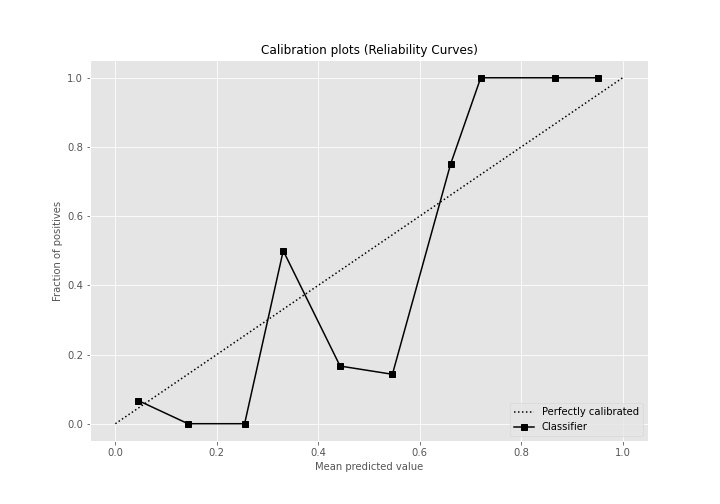 Calibration plots (Reliability Curves)
1.0
0.8
0.6
0.4
0.2
0.0
Fraction of positives
0.0 0.2 0.4 0.6 0.8 1.0
Mean predicted value
Perfectly calibrated
Classifier